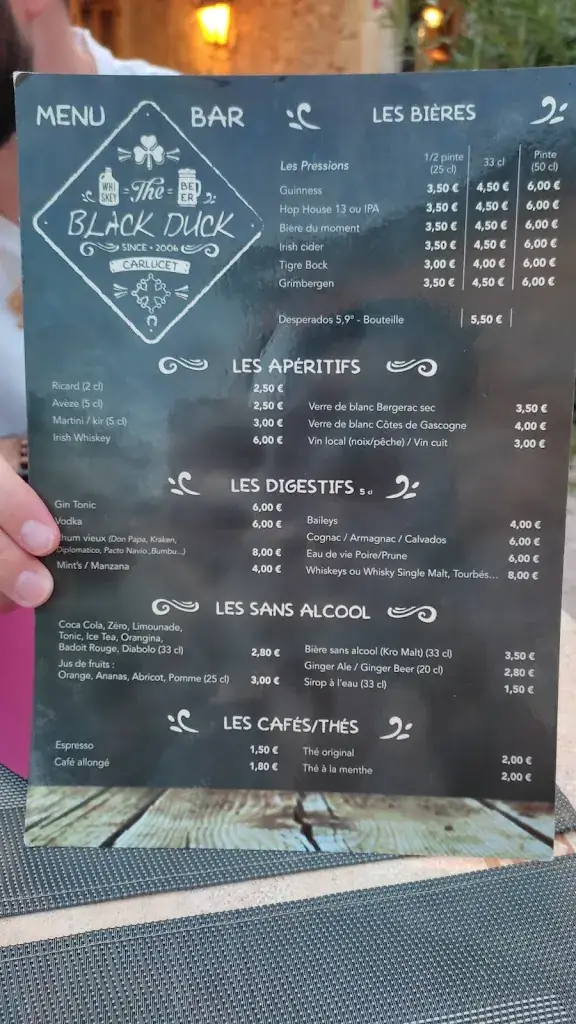 MENU BAR
WHISKEY = The = BEER
BLACK DUCK
SINCE • 2006
CARLUCET
LES BIÈRES
Les Pressions 1/2 pinte (25 cl) 33 cl Pinte (50 cl)
Guinness 3,50 € 4,50 € 6,00 €
Hop House 13 ou IPA 3,50 € 4,50 € 6,00 €
Bière du moment 3,50 € 4,50 € 6,00 €
Irish cider 3,50 € 4,50 € 6,00 €
Tigre Bock 3,00 € 4,00 € 6,00 €
Grimbergen 3,50 € 4,50 € 6,00 €
Desperados 5,9° - Bouteille 5,50 €
LES APÉRITIFS
Ricard (2 cl) 2,50 €
Avèze (5 cl) 2,50 €
Martini / kir (5 cl) 3,00 €
Irish Whiskey 6,00 €
Verre de blanc Bergerac sec 3,50 €
Verre de blanc Côtes de Gascogne 4,00 €
Vin local (noix/pêche) / Vin cuit 3,00 €
LES DIGESTIFS 5 cl
Gin Tonic 6,00 €
Vodka 6,00 €
hum vieux (Don Papa, Kraken,
Diplomatico, Pacto Navio, Bumbu...) 8,00 €
Mint's / Manzana 4,00 €
Baileys 4,00 €
Cognac / Armagnac / Calvados 6,00 €
Eau de vie Poire/Prune 6,00 €
Whiskeys ou Whisky Single Malt, Tourbés... 8,00 €
LES SANS ALCOOL
Coca Cola, Zéro, Limounade,
Tonic, Ice Tea, Orangina,
Badoit Rouge, Diabolo (33 cl) 2,80 €
Jus de fruits :
Orange, Ananas, Abricot, Pomme (25 cl) 3,00 €
Bière sans alcool (Kro Malt) (33 cl) 3,50 €
Ginger Ale / Ginger Beer (20 cl) 2,80 €
Sirop à l'eau (33 cl) 1,50 €
LES CAFÉS/THÉS
Espresso 1,50 €
Café allongé 1,80 €
Thé original 2,00 €
Thé à la menthe 2,00 €